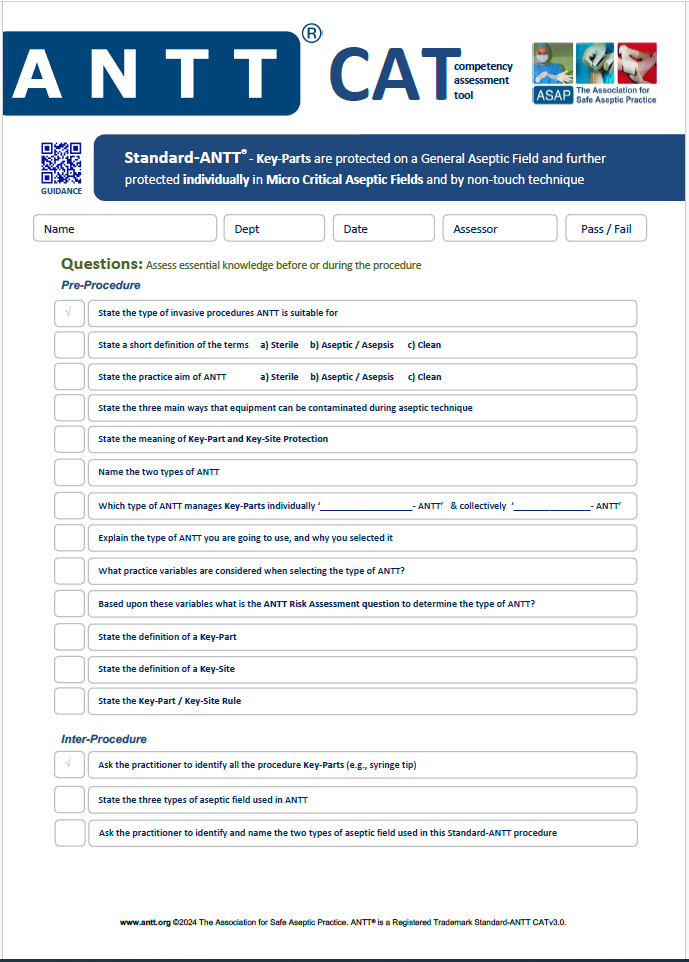 ANTT®
CAT competency
assessment
tool
ASAP The Association for
Safe Aseptic Practice
GUIDANCE
Standard-ANTT® - Key-Parts are protected on a General Aseptic Field and further
protected individually in Micro Critical Aseptic Fields and by non-touch technique
Name Dept Date Assessor Pass / Fail
Questions: Assess essential knowledge before or during the procedure
Pre-Procedure
√ State the type of invasive procedures ANTT is suitable for
State a short definition of the terms a) Sterile b) Aseptic / Asepsis c) Clean
State the practice aim of ANTT a) Sterile b) Aseptic / Asepsis c) Clean
State the three main ways that equipment can be contaminated during aseptic technique
State the meaning of Key-Part and Key-Site Protection
Name the two types of ANTT
Which type of ANTT manages Key-Parts individually ‘__________________- ANTT’ & collectively ‘_______________- ANTT’
Explain the type of ANTT you are going to use, and why you selected it
What practice variables are considered when selecting the type of ANTT?
Based upon these variables what is the ANTT Risk Assessment question to determine the type of ANTT?
State the definition of a Key-Part
State the definition of a Key-Site
State the Key-Part / Key-Site Rule
Inter-Procedure
√ Ask the practitioner to identify all the procedure Key-Parts (e.g., syringe tip)
State the three types of aseptic field used in ANTT
Ask the practitioner to identify and name the two types of aseptic field used in this Standard-ANTT procedure
www.antt.org ©2024 The Association for Safe Aseptic Practice. ANTT® is a Registered Trademark Standard-ANTT CATv3.0.